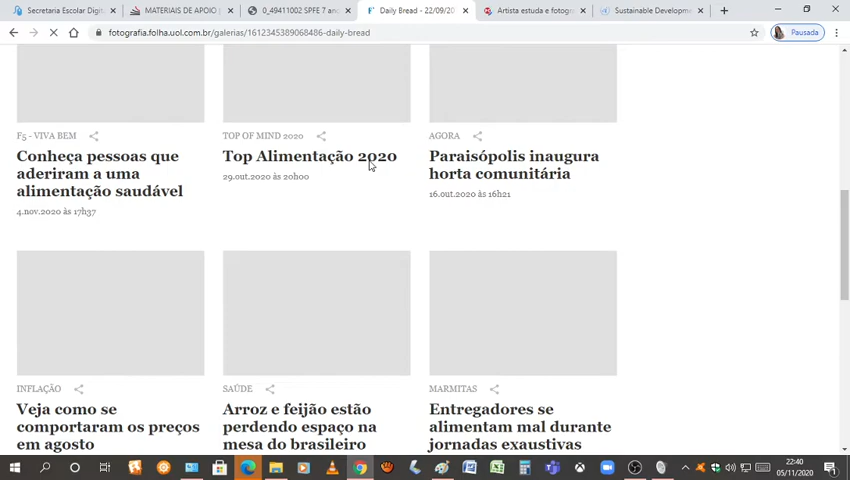 Secretaria Escolar Digit
MATERIAIS DE APOIO |
0_49411002 SPFE 7 ano
Daily Bread - 22/09/20
Artista estuda e fotogr
Sustainable Developm
fotografia.folha.uol.com.br/galerias/1612345389068486-daily-bread
Pausada
F5 - VIVA BEM
TOP OF MIND 2020
AGORA
Conheça pessoas que
aderiram a uma
alimentação saudável
4.nov.2020 às 17h37
Top Alimentação 2020
29.out.2020 às 20h00
Paraisópolis inaugura
horta comunitária
16.out.2020 às 16h21
INFLAÇÃO
SAÚDE
MARMITAS
Veja como se
comportaram os preços
em agosto
Arroz e feijão estão
perdendo espaço na
mesa do brasileiro
Entregadores se
alimentam mal durante
jornadas exaustivas
22:40
05/11/2020